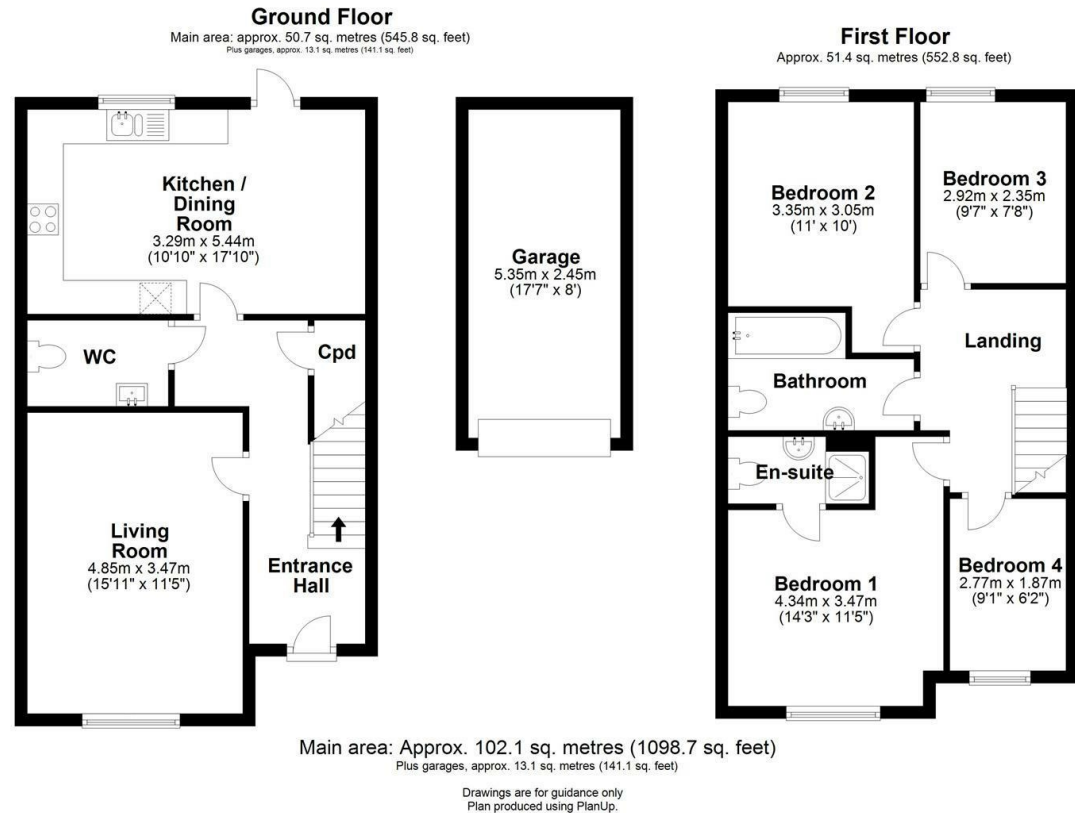 Ground Floor
Main area: approx. 50.7 sq. metres (545.8 sq. feet)
Plus garages, approx. 13.1 sq. metres (141.1 sq. feet)
Kitchen /
Dining
Room
3.29m x 5.44m
(10'10" x 17'10")
WC
Cpd
Living
Room
4.85m x 3.47m
(15'11" x 11'5")
Entrance
Hall
Garage
5.35m x 2.45m
(17'7" x 8')
First Floor
Approx. 51.4 sq. metres (552.8 sq. feet)
Bedroom 2
3.35m x 3.05m
(11' x 10')
Bedroom 3
2.92m x 2.35m
(9'7" x 7'8")
Landing
Bathroom
En-suite
Bedroom 1
4.34m x 3.47m
(14'3" x 11'5")
Bedroom 4
2.77m x 1.87m
(9'1" x 6'2")
Main area: Approx. 102.1 sq. metres (1098.7 sq. feet)
Plus garages, approx. 13.1 sq. metres (141.1 sq. feet)
Drawings are for guidance only
Plan produced using PlanUp.